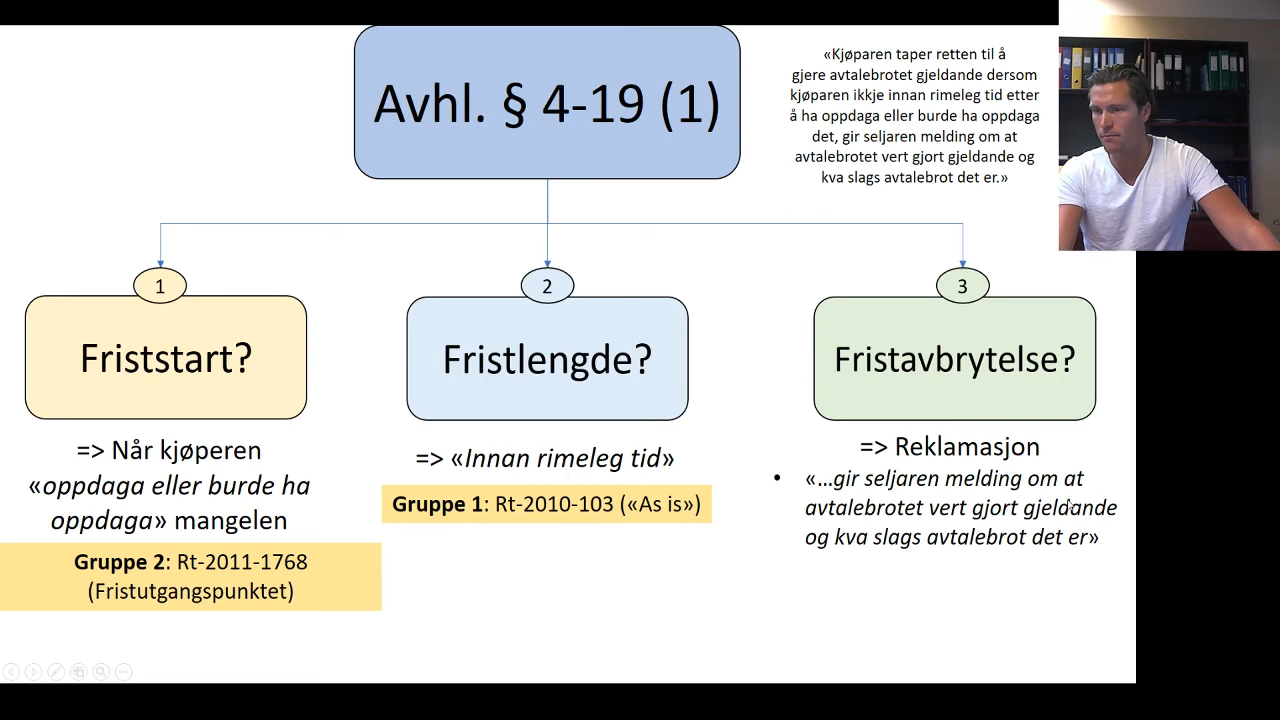 Avhl. § 4-19 (1)
«Kjøparen taper retten til å
gjere avtalebrotet gjeldande dersom
kjøparen ikkje innan rimeleg tid etter
å ha oppdaga eller burde ha oppdaga
det, gir seljaren melding om at
avtalebrotet vert gjort gjeldande og
kva slags avtalebrot det er.»
1
Friststart?
=> Når kjøperen
«oppdaga eller burde ha
oppdaga» mangelen
Gruppe 2: Rt-2011-1768
(Fristutgangspunktet)
2
Fristlengde?
=> «Innan rimeleg tid»
Gruppe 1: Rt-2010-103 («As is»)
3
Fristavbrytelse?
=> Reklamasjon
• «…gir seljaren melding om at
avtalebrotet vert gjort gjeldande
og kva slags avtalebrot det er»